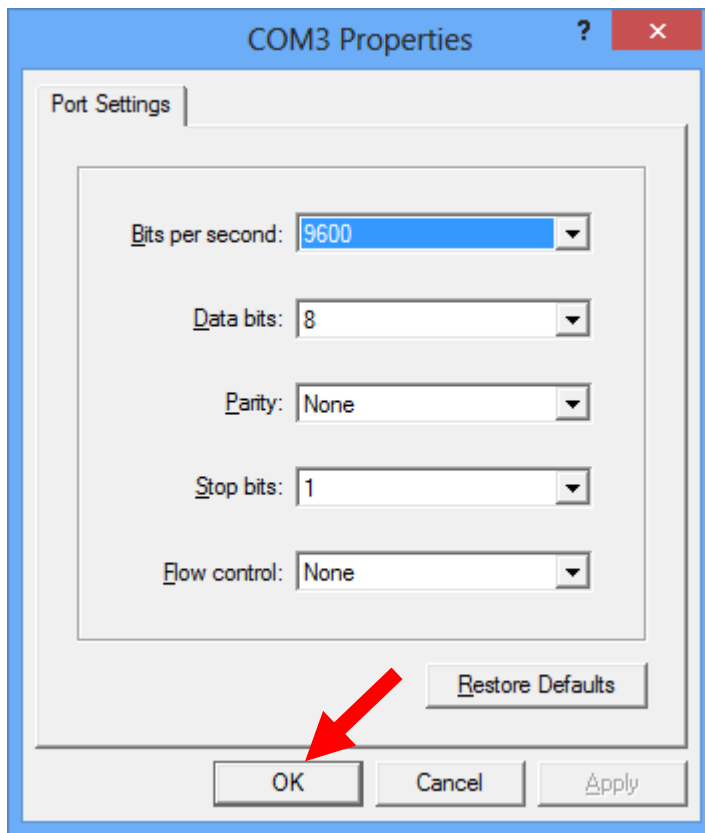 COM3 Properties ? ×
Port Settings
Bits per second: 9600
Data bits: 8
Parity: None
Stop bits: 1
Flow control: None
Restore Defaults
OK Cancel Apply